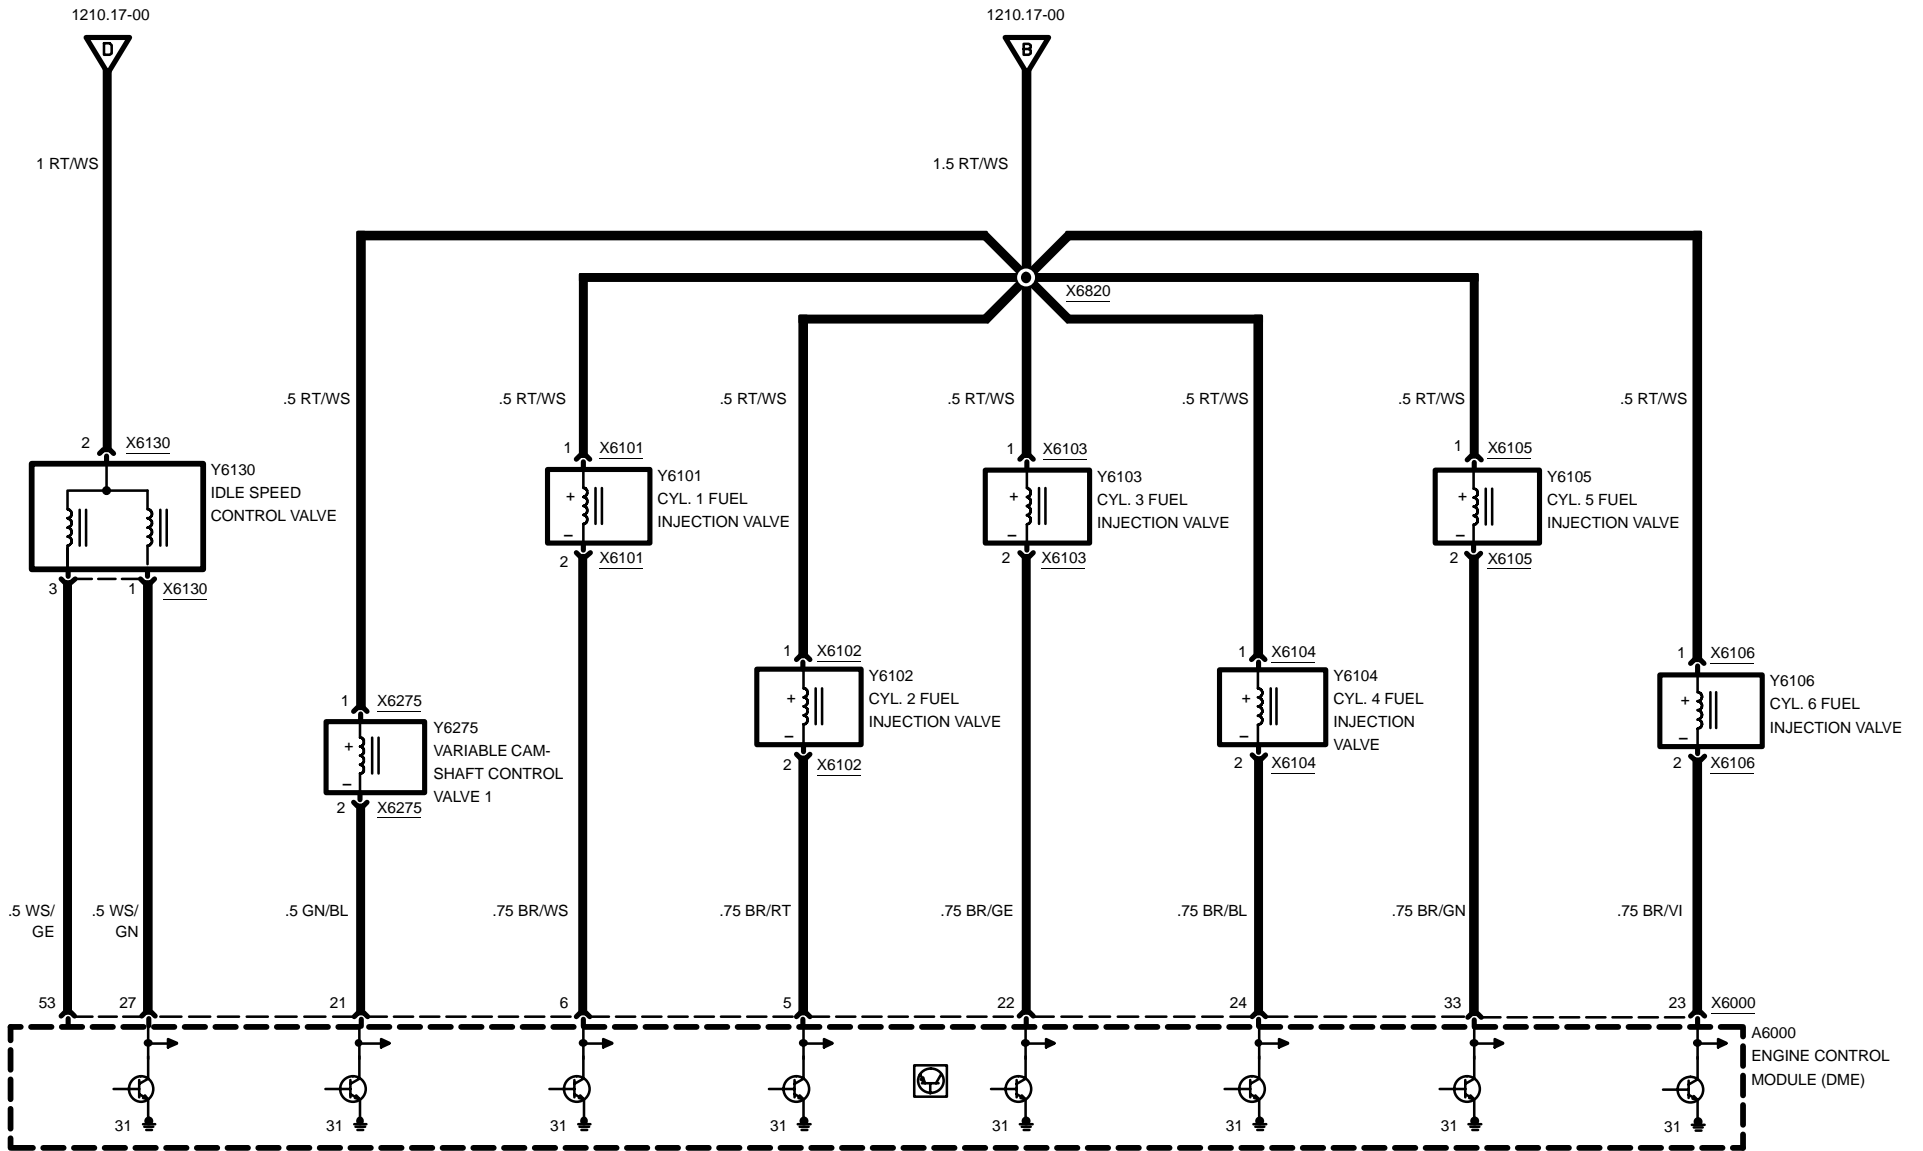 1210.17-00
1210.17-00
D
B
1 RT/WS
1.5 RT/WS
X6820
.5 RT/WS
.5 RT/WS
.5 RT/WS
.5 RT/WS
.5 RT/WS
.5 RT/WS
.5 RT/WS
2 X6130
Y6130
IDLE SPEED
CONTROL VALVE
3
1 X6130
1 X6101
+
–
Y6101
CYL. 1 FUEL
INJECTION VALVE
2 X6101
1 X6103
+
–
Y6103
CYL. 3 FUEL
INJECTION VALVE
2 X6103
1 X6105
+
–
Y6105
CYL. 5 FUEL
INJECTION VALVE
2 X6105
1 X6102
+
–
Y6102
CYL. 2 FUEL
INJECTION VALVE
2 X6102
1 X6104
+
–
Y6104
CYL. 4 FUEL
INJECTION
VALVE
2 X6104
1 X6106
+
–
Y6106
CYL. 6 FUEL
INJECTION VALVE
2 X6106
1 X6275
+
–
Y6275
VARIABLE CAM-
SHAFT CONTROL
VALVE 1
2 X6275
.5 WS/
GE
.5 WS/
GN
.5 GN/BL
.75 BR/WS
.75 BR/RT
.75 BR/GE
.75 BR/BL
.75 BR/GN
.75 BR/VI
53
27
21
6
5
22
24
33
23 X6000
A6000
ENGINE CONTROL
MODULE (DME)
31
31
31
31
31
31
31
31